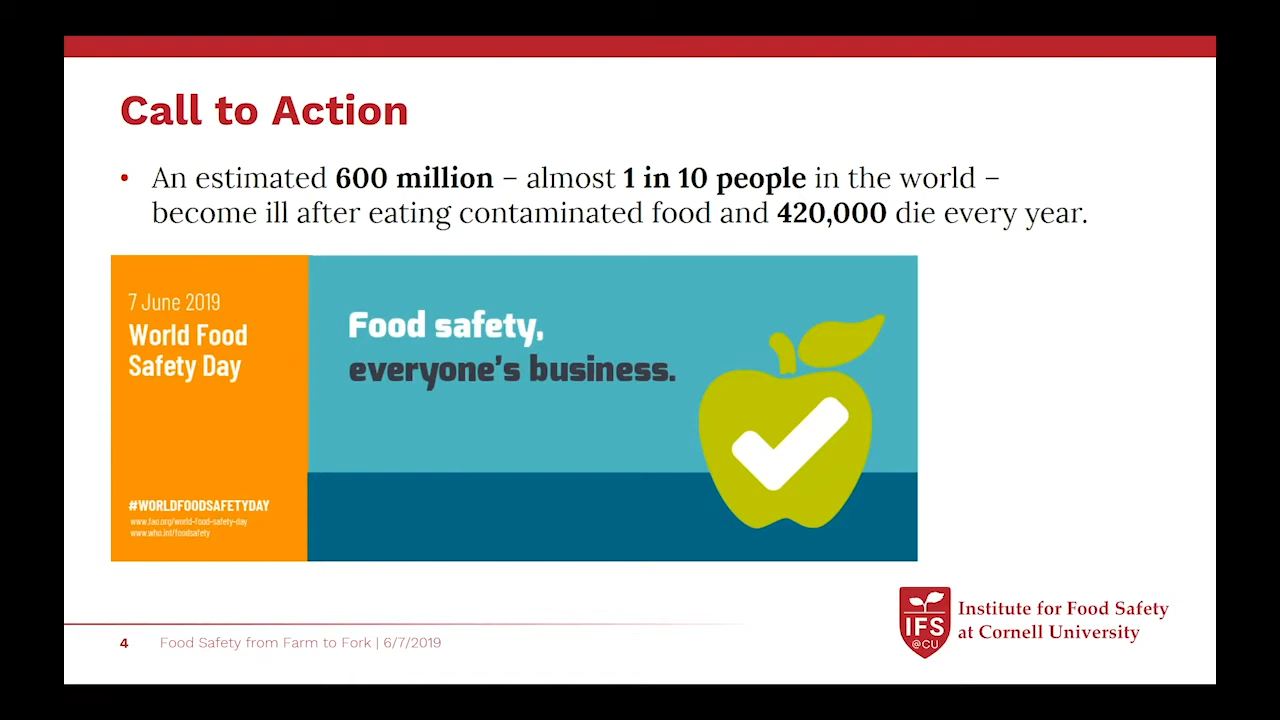 Call to Action
• An estimated 600 million – almost 1 in 10 people in the world –
become ill after eating contaminated food and 420,000 die every year.
7 June 2019
World Food
Safety Day
Food safety,
everyone's business.
#WORLDFOODSAFETYDAY
www.fao.org/world-food-safety-day
www.who.int/foodsafety
4 Food Safety from Farm to Fork | 6/7/2019
IFS
@CU
Institute for Food Safety
at Cornell University